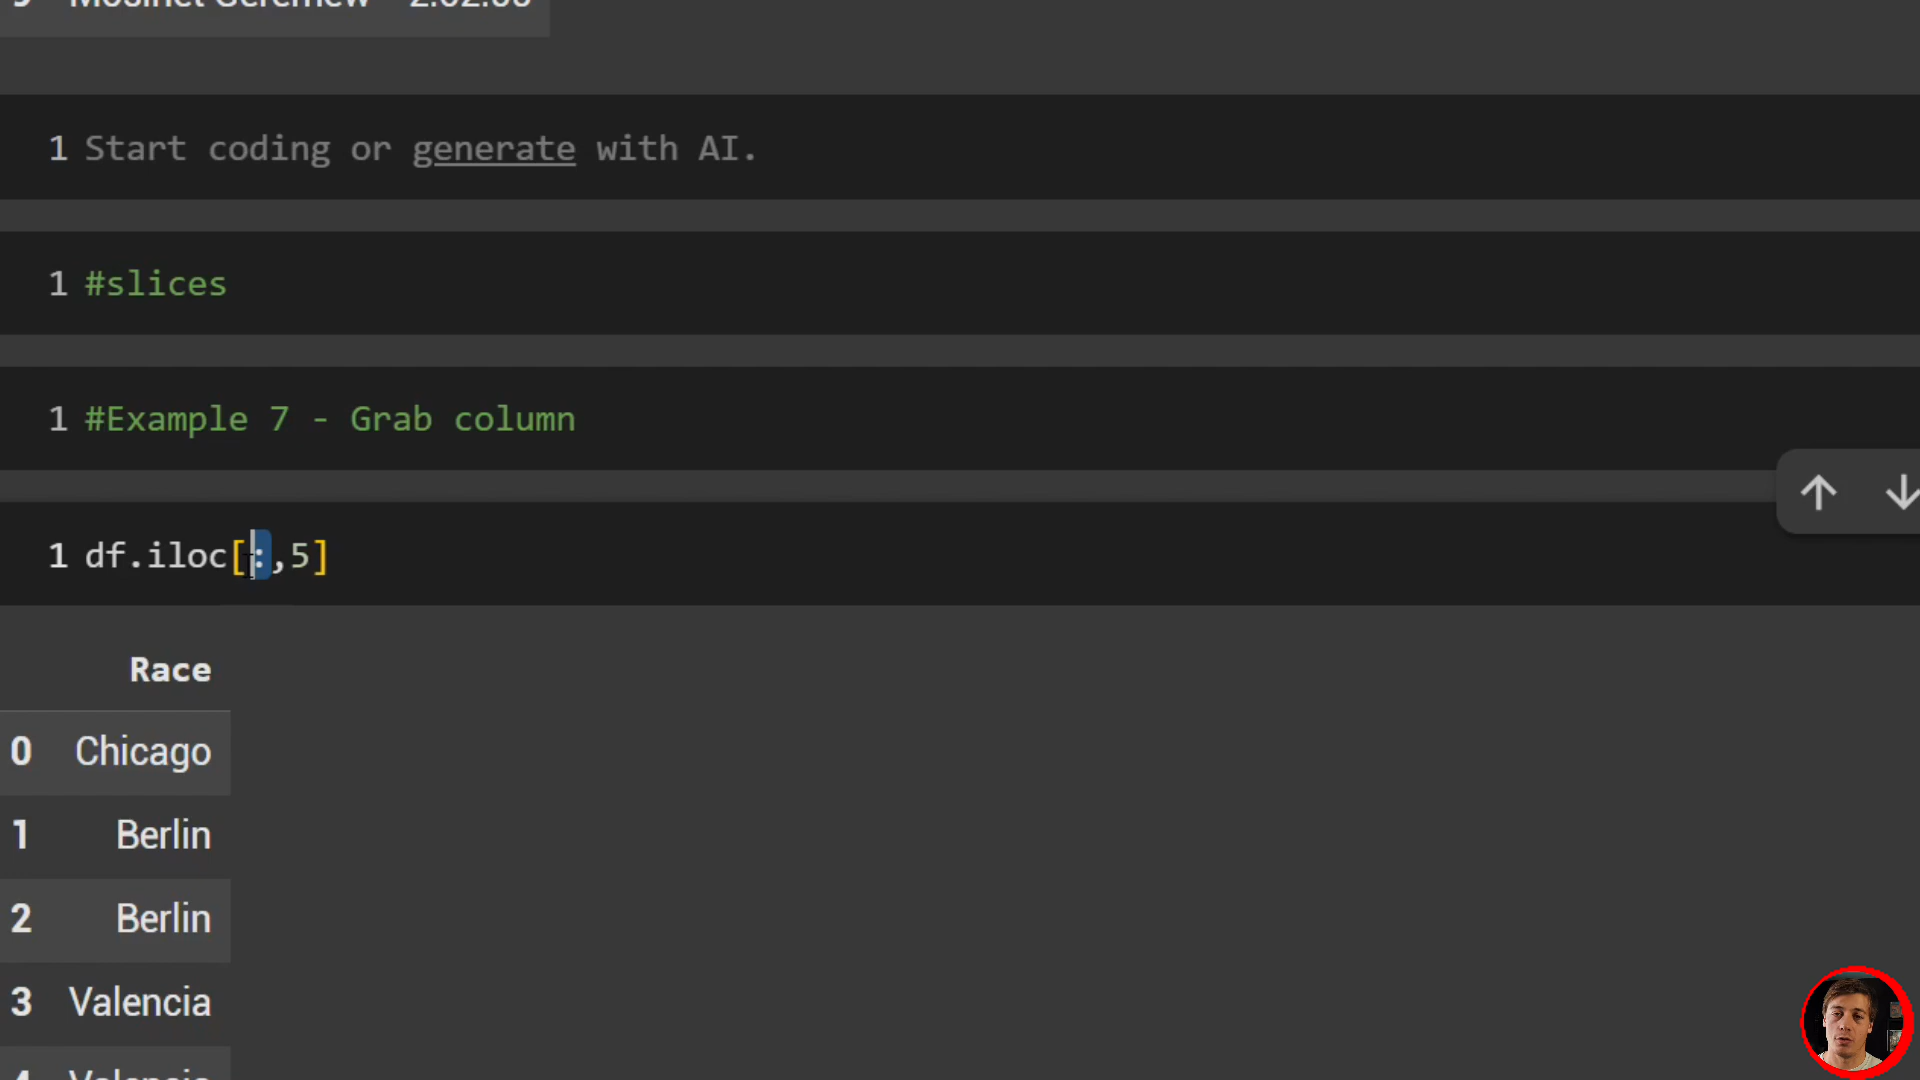 1 Start coding or generate with AI.
1 #slices
1 #Example 7 - Grab column
1 df.iloc[:,5]
Race
0 Chicago
1 Berlin
2 Berlin
3 Valencia